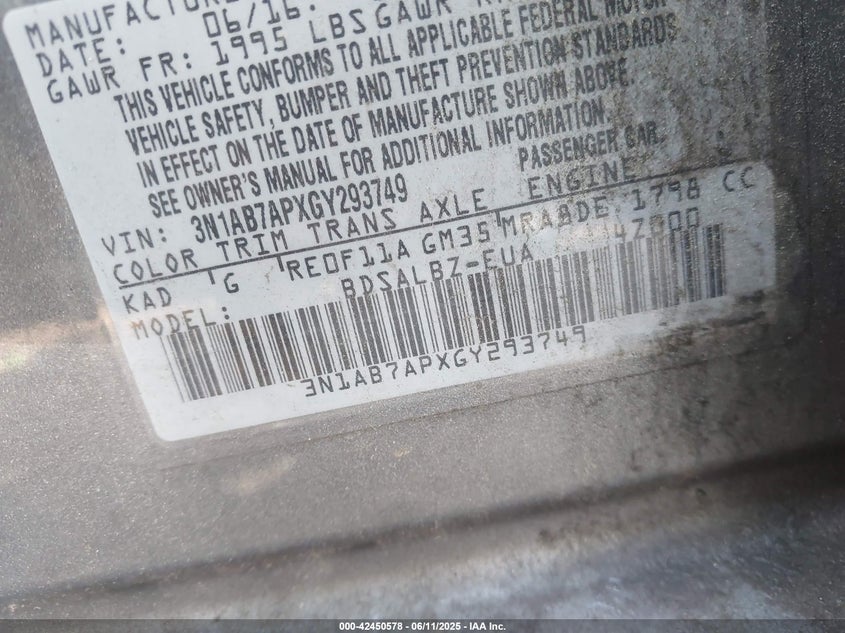 MANUFACTURE
DATE: 06/16
GAWR FR: 1995 LBS GAWR
THIS VEHICLE CONFORMS TO ALL APPLICABLE FEDERAL MOTOR
VEHICLE SAFETY, BUMPER AND THEFT PREVENTION STANDARDS
IN EFFECT ON THE DATE OF MANUFACTURE SHOWN ABOVE.
SEE OWNER'S MANUAL FOR ADDITIONAL INFORMATION.
VIN: 3N1AB7APXGY293749 PASSENGER CAR
COLOR TRIM TRANS AXLE ENGINE
KAD G RE0F11A GM35 MRA8DE 1798 CC
MODEL: BDSALBZ-EUA
3N1AB7APXGY293749
000-42450578 - 06/11/2025 - IAA Inc.